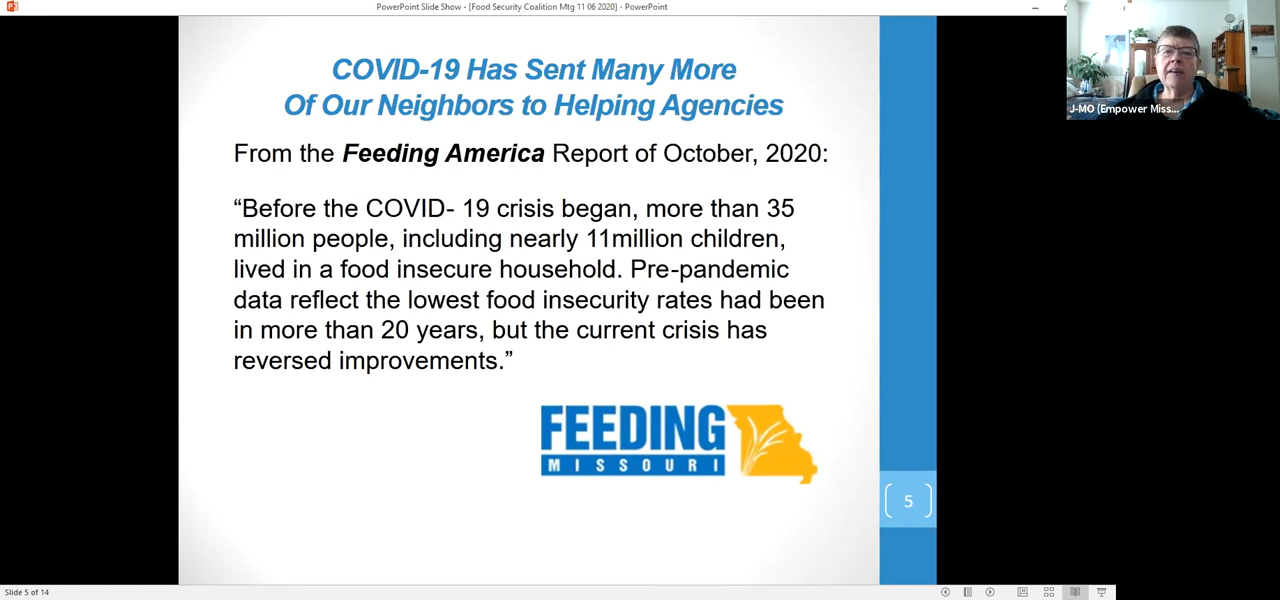 PowerPoint Slide Show - [Food Security Coalition Mtg 11 06 2020] - PowerPoint
COVID-19 Has Sent Many More
Of Our Neighbors to Helping Agencies
From the Feeding America Report of October, 2020:
“Before the COVID- 19 crisis began, more than 35
million people, including nearly 11million children,
lived in a food insecure household. Pre-pandemic
data reflect the lowest food insecurity rates had been
in more than 20 years, but the current crisis has
reversed improvements.”
FEEDING
MISSOURI
5
J-MO (Empower Miss...
Slide 5 of 14